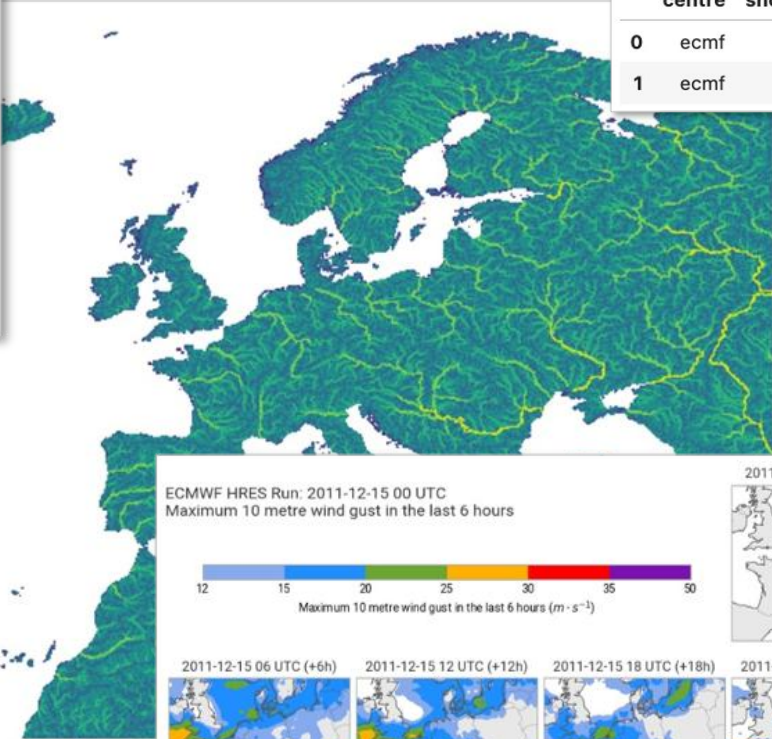 centre
0 ecmf
1 ecmf
ECMWF HRES Run: 2011-12-15 00 UTC
Maximum 10 metre wind gust in the last 6 hours
2011
12 15 20 25 30 35 50
Maximum 10 metre wind gust in the last 6 hours (m · s⁻¹)
2011-12-15 06 UTC (+6h) 2011-12-15 12 UTC (+12h) 2011-12-15 18 UTC (+18h) 2011